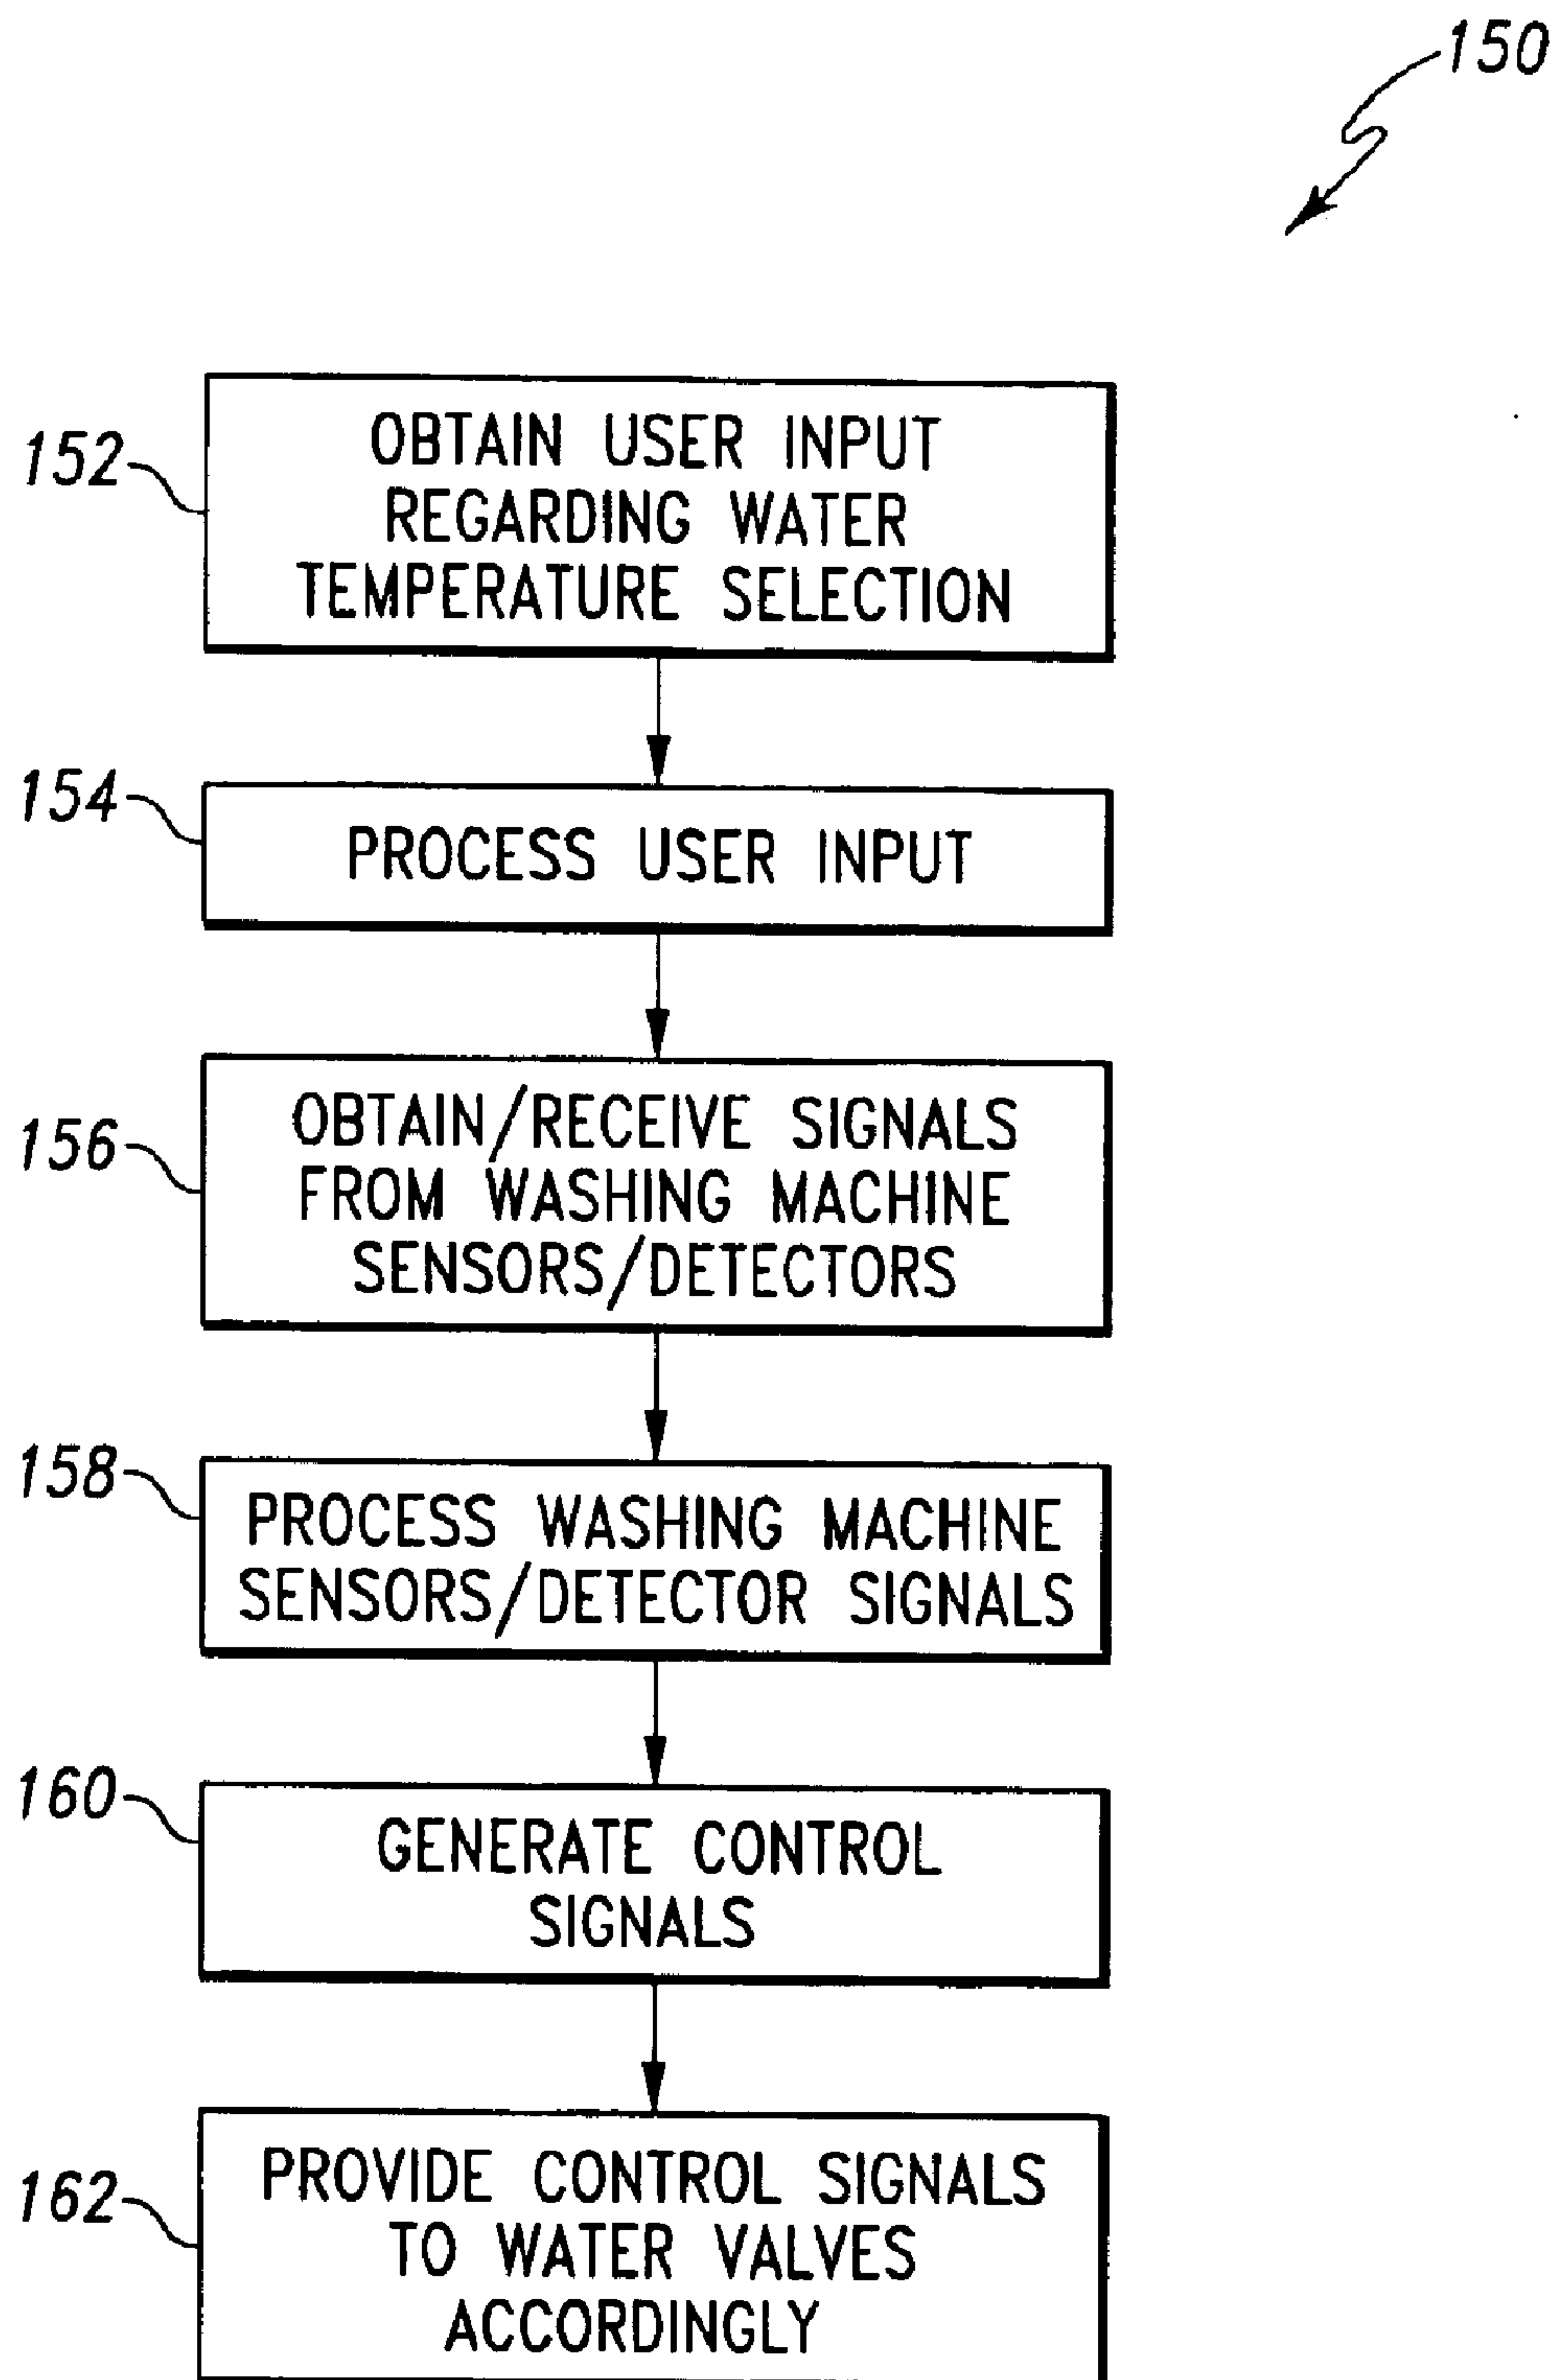 150
152
OBTAIN USER INPUT
REGARDING WATER
TEMPERATURE SELECTION
154
PROCESS USER INPUT
156
OBTAIN/RECEIVE SIGNALS
FROM WASHING MACHINE
SENSORS/DETECTORS
158
PROCESS WASHING MACHINE
SENSORS/DETECTOR SIGNALS
160
GENERATE CONTROL
SIGNALS
162
PROVIDE CONTROL SIGNALS
TO WATER VALVES
ACCORDINGLY